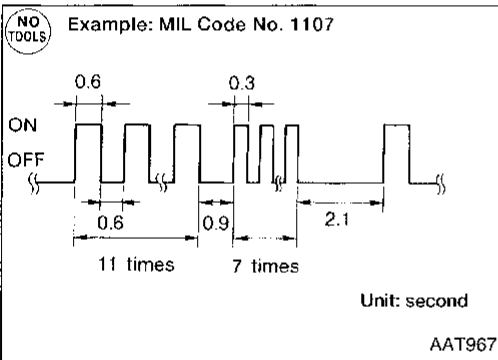 NO
TOOLS
Example: MIL Code No. 1107
0.6
0.3
ON
OFF
0.6
0.9
2.1
11 times
7 times
Unit: second
AAT967